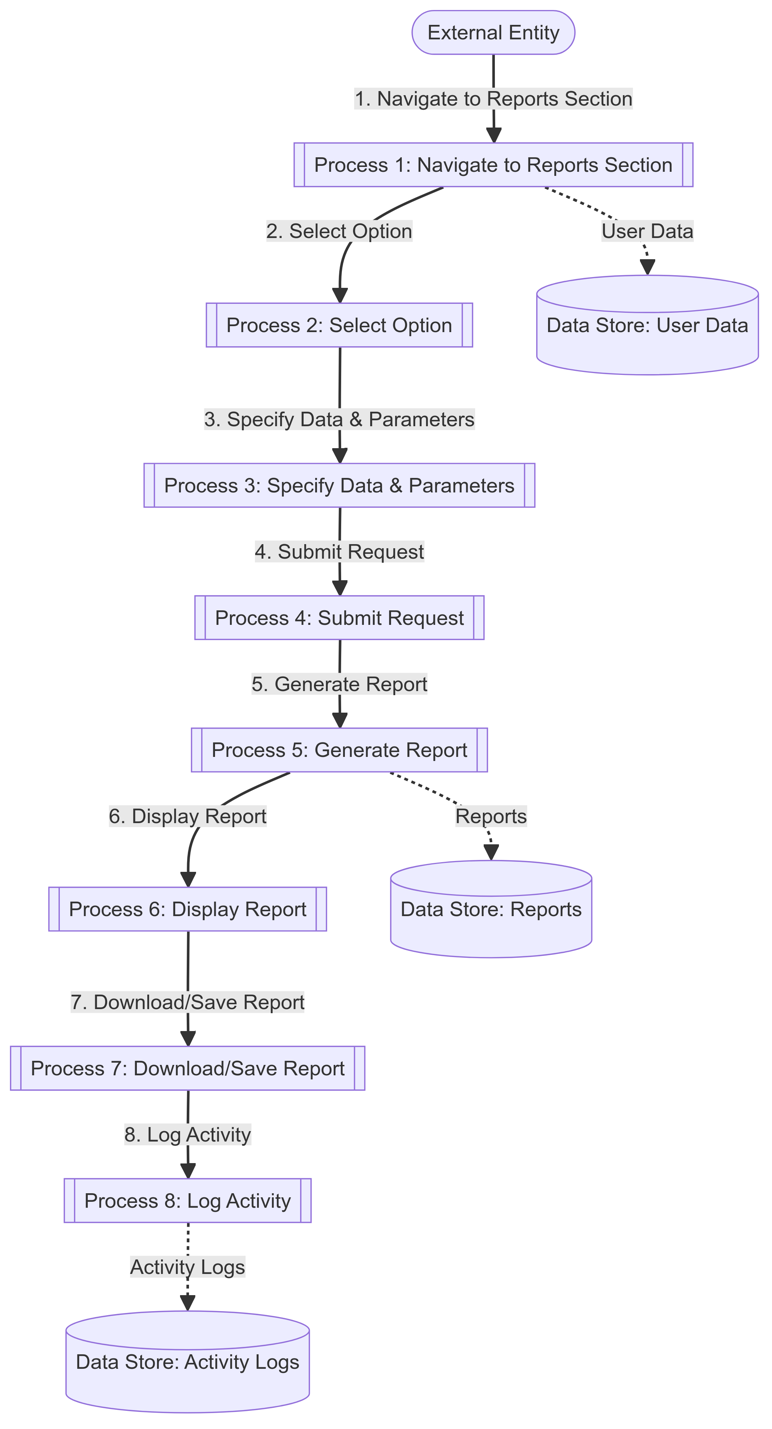 External Entity
1. Navigate to Reports Section
Process 1: Navigate to Reports Section
2. Select Option
User Data
Process 2: Select Option
Data Store: User Data
3. Specify Data & Parameters
Process 3: Specify Data & Parameters
4. Submit Request
Process 4: Submit Request
5. Generate Report
Process 5: Generate Report
6. Display Report
Reports
Process 6: Display Report
Data Store: Reports
7. Download/Save Report
Process 7: Download/Save Report
8. Log Activity
Process 8: Log Activity
Activity Logs
Data Store: Activity Logs